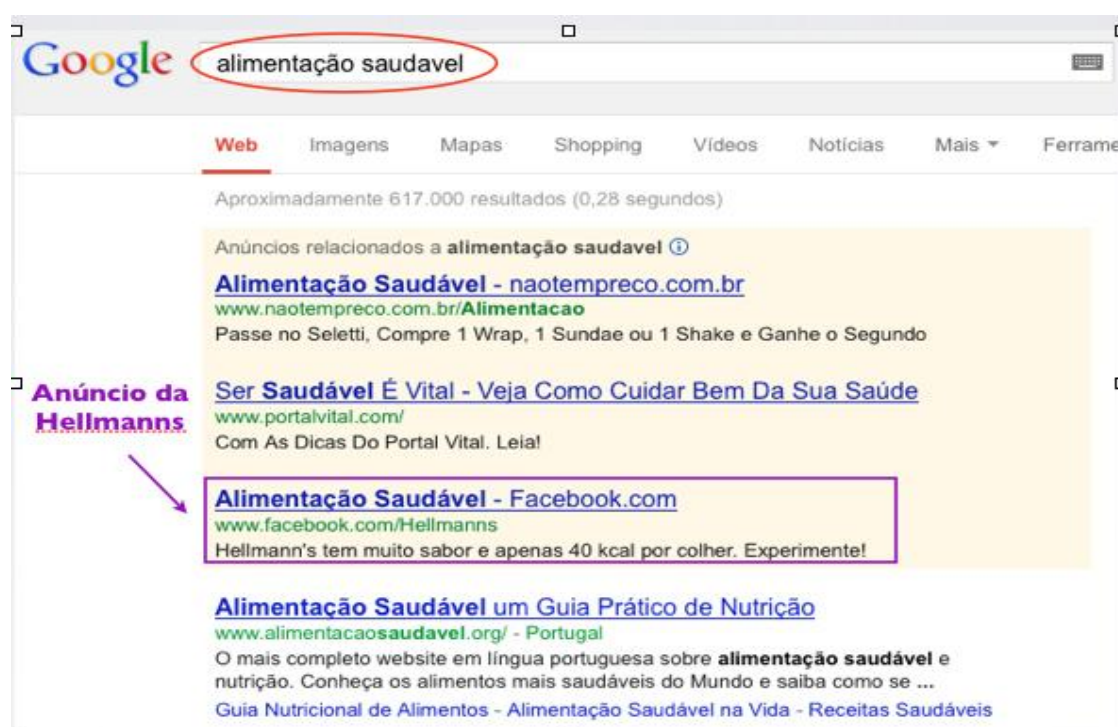 Google alimentação saudavel
Web Imagens Mapas Shopping Vídeos Notícias Mais
Aproximadamente 617.000 resultados (0,28 segundos)
Anúncios relacionados a alimentação saudavel
Alimentação Saudável - naotempreco.com.br
www.naotempreco.com.br/Alimentacao
Passe no Seletti, Compre 1 Wrap, 1 Sundae ou 1 Shake e Ganhe o Segundo
Anúncio da
Hellmanns
Ser Saudável É Vital - Veja Como Cuidar Bem Da Sua Saúde
www.portalvital.com/
Com As Dicas Do Portal Vital. Leia!
Alimentação Saudável - Facebook.com
www.facebook.com/Hellmanns
Hellmann's tem muito sabor e apenas 40 kcal por colher. Experimente!
Alimentação Saudável um Guia Prático de Nutrição
www.alimentacaosaudavel.org/ - Portugal
O mais completo website em língua portuguesa sobre alimentação saudável e
nutrição. Conheça os alimentos mais saudáveis do Mundo e saiba como se ...
Guia Nutricional de Alimentos - Alimentação Saudável na Vida - Receitas Saudáveis